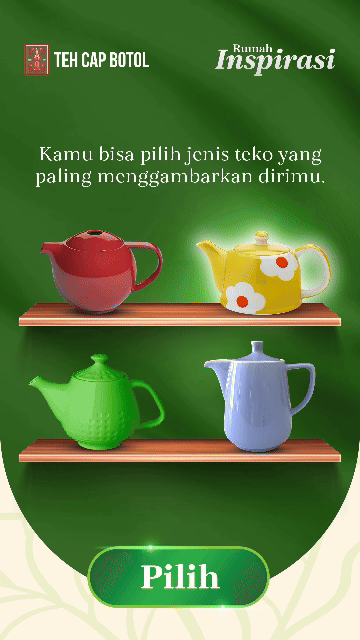 TEH CAP BOTOL
Rumah
Inspirasi
Kamu bisa pilih jenis teko yang
paling menggambarkan dirimu.
Pilih